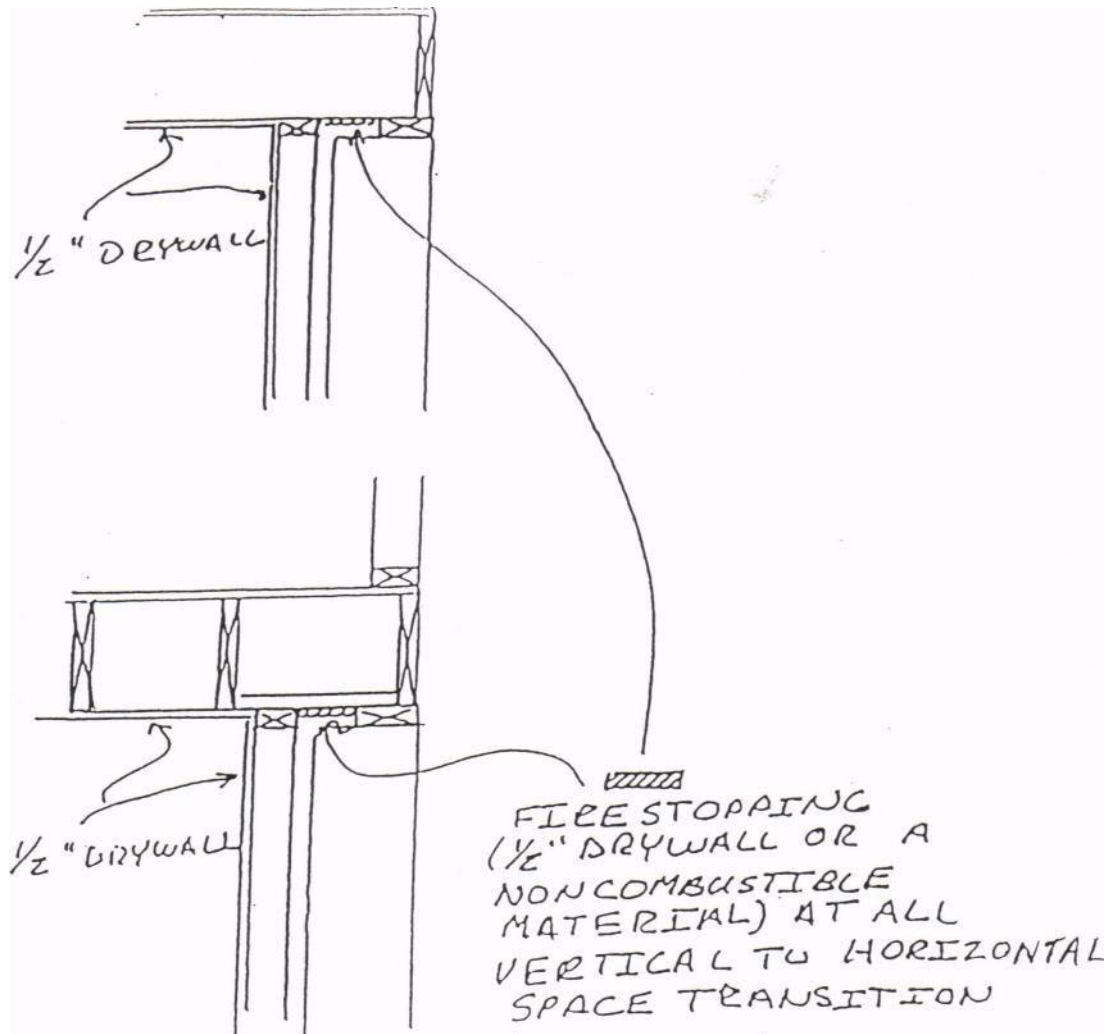 1/2" DRYWALL
1/2" DRYWALL
FIRESTOPPING
(1/2" DRYWALL OR A
NONCOMBUSTIBLE
MATERIAL) AT ALL
VERTICAL TO HORIZONTAL
SPACE TRANSITION